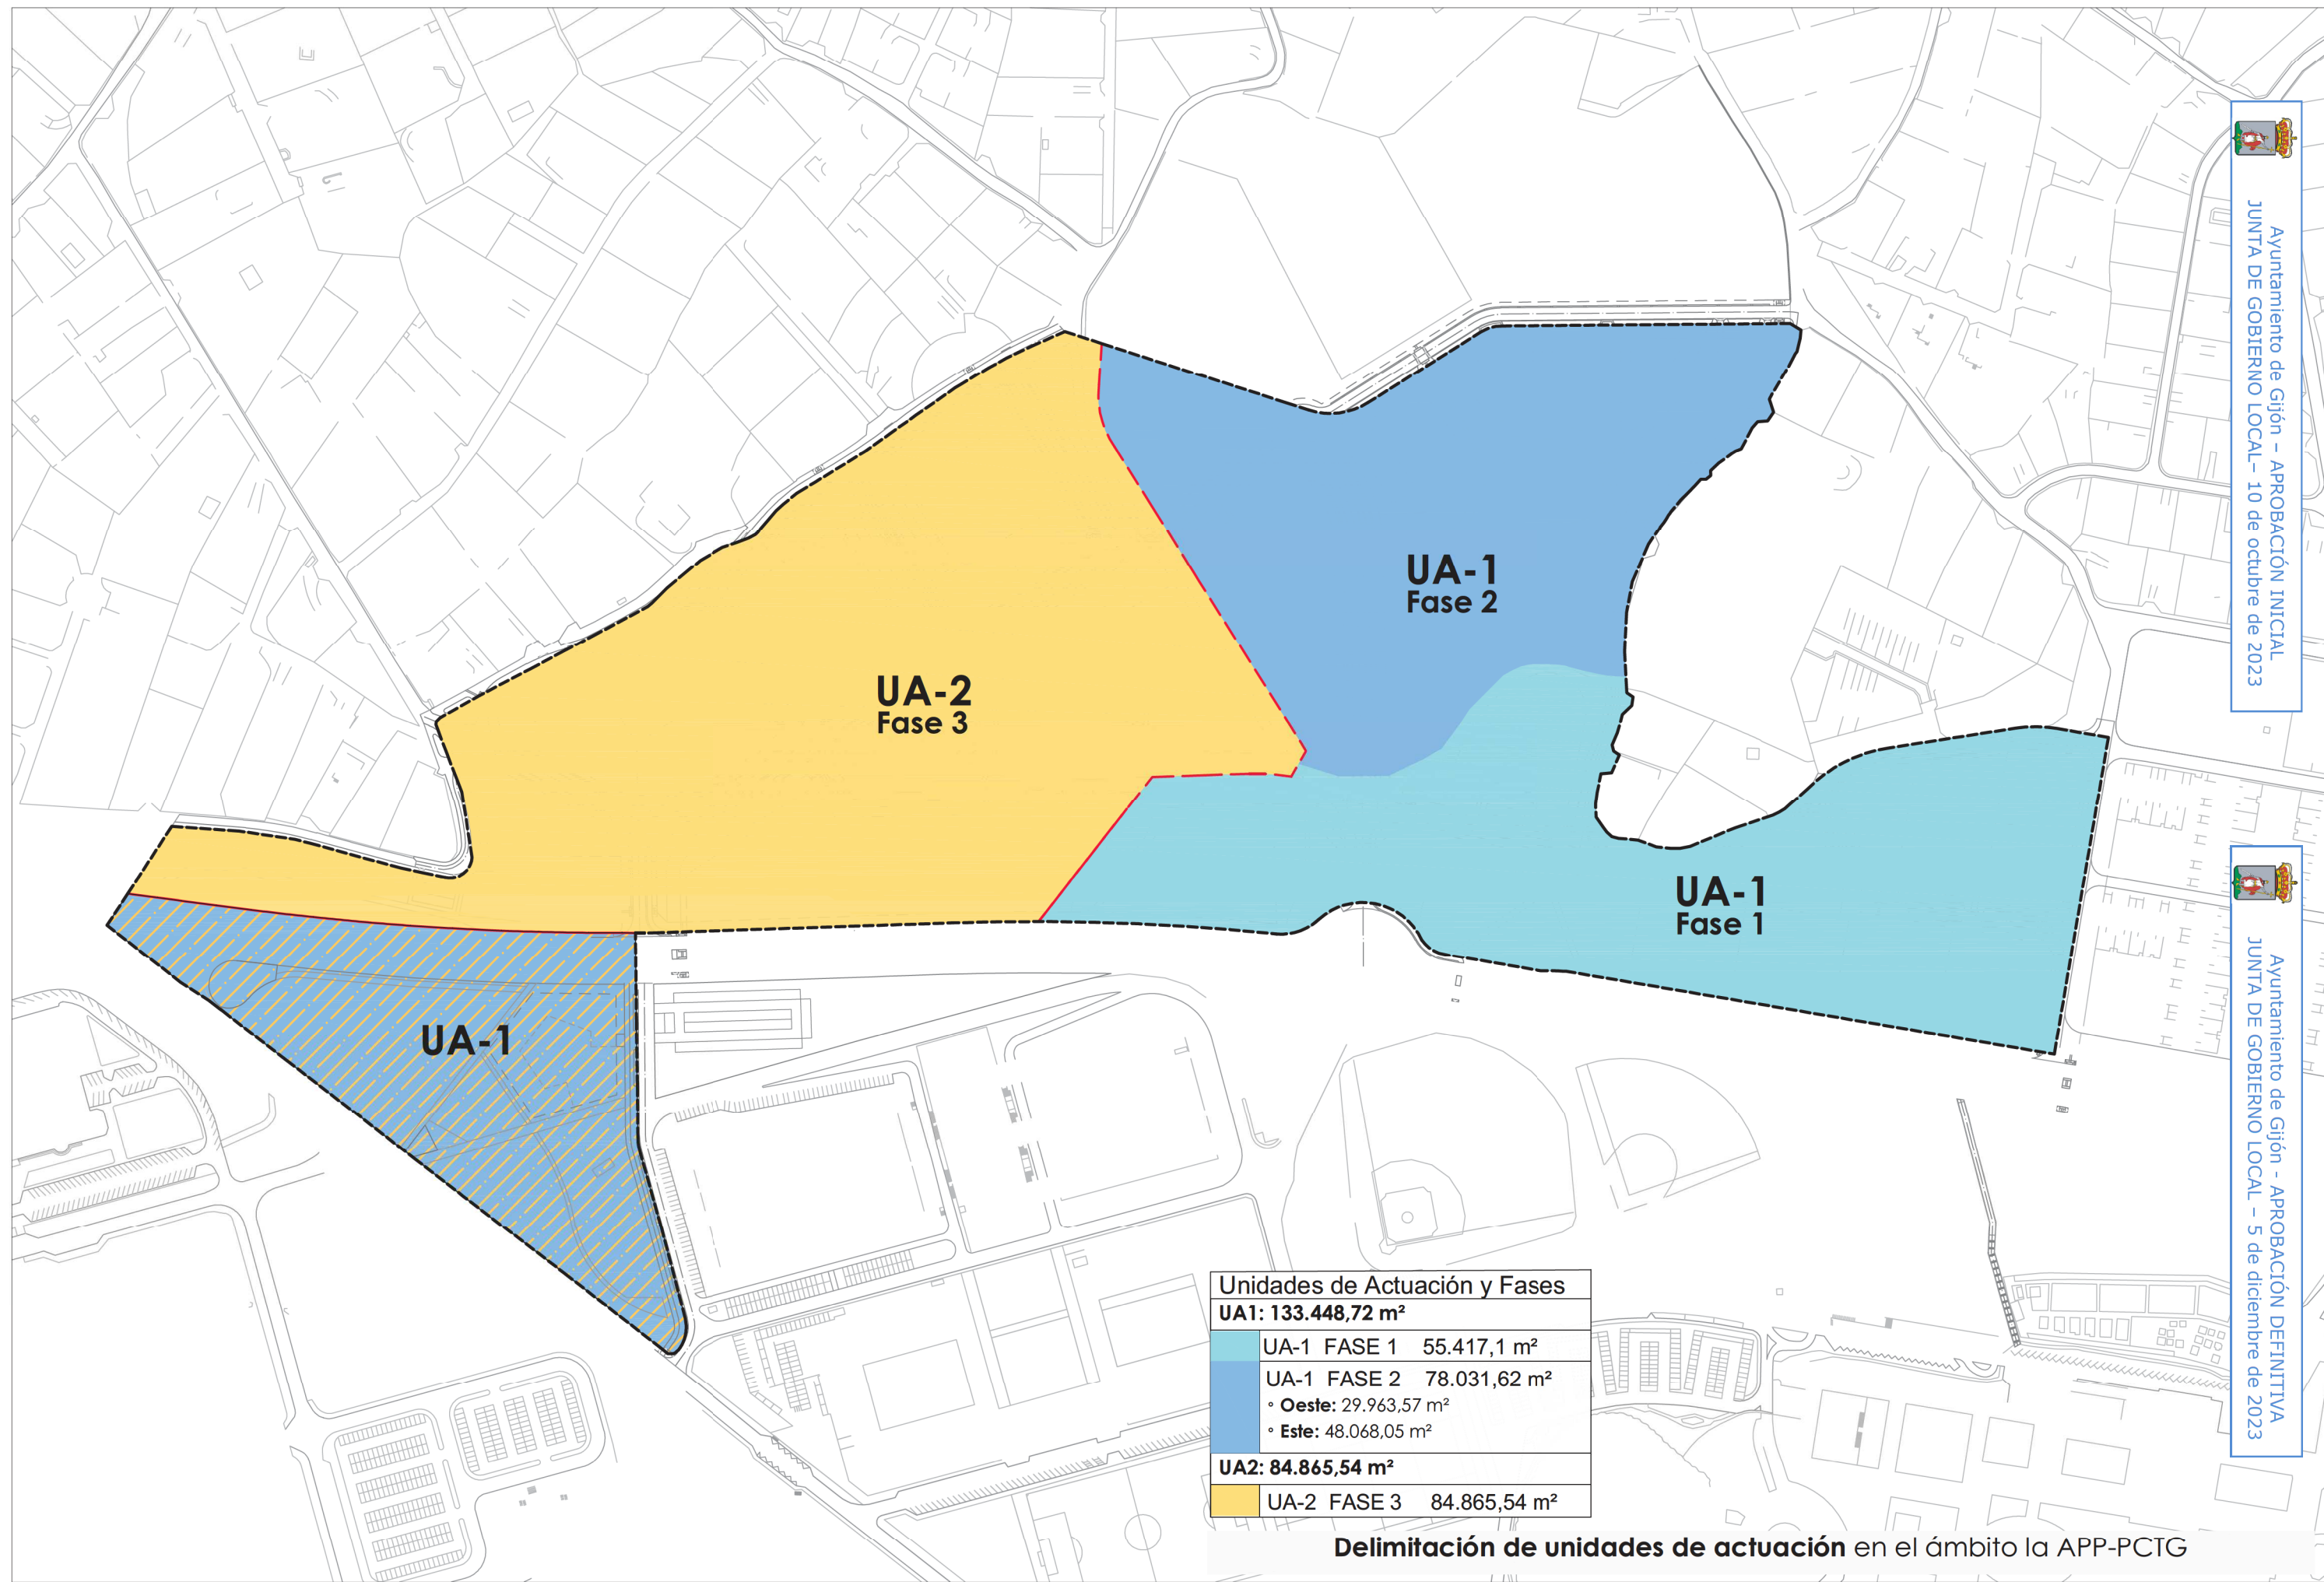 Ayuntamiento de Gijón – APROBACIÓN INICIAL
JUNTA DE GOBIERNO LOCAL– 10 de octubre de 2023
UA-1
Fase 2
UA-2
Fase 3
UA-1
Fase 1
UA-1
Ayuntamiento de Gijón - APROBACIÓN DEFINITIVA
JUNTA DE GOBIERNO LOCAL – 5 de diciembre de 2023
Unidades de Actuación y Fases
UA1: 133.448,72 m²
UA-1 FASE 1 55.417,1 m²
UA-1 FASE 2 78.031,62 m²
° Oeste: 29.963,57 m²
° Este: 48.068,05 m²
UA2: 84.865,54 m²
UA-2 FASE 3 84.865,54 m²
Delimitación de unidades de actuación en el ámbito la APP-PCTG